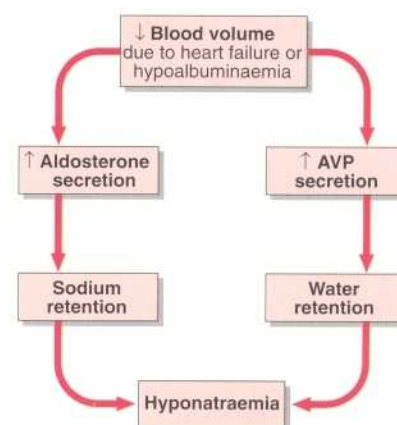 ↓ Blood volume
due to heart failure or
hypoalbuminaemia
↑ Aldosterone
secretion
↑ AVP
secretion
Sodium
retention
Water
retention
Hyponatraemia